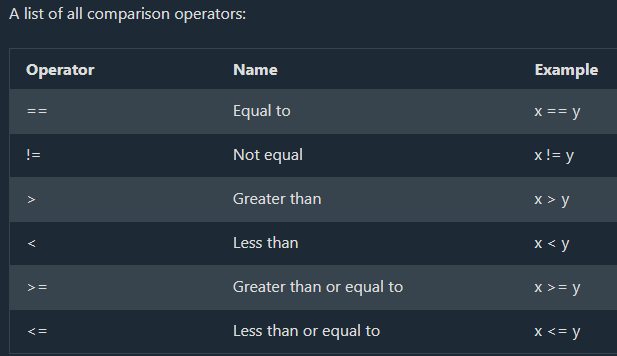 A list of all comparison operators:
Operator Name Example
== Equal to x == y
!= Not equal x != y
> Greater than x > y
< Less than x < y
>= Greater than or equal to x >= y
<= Less than or equal to x <= y